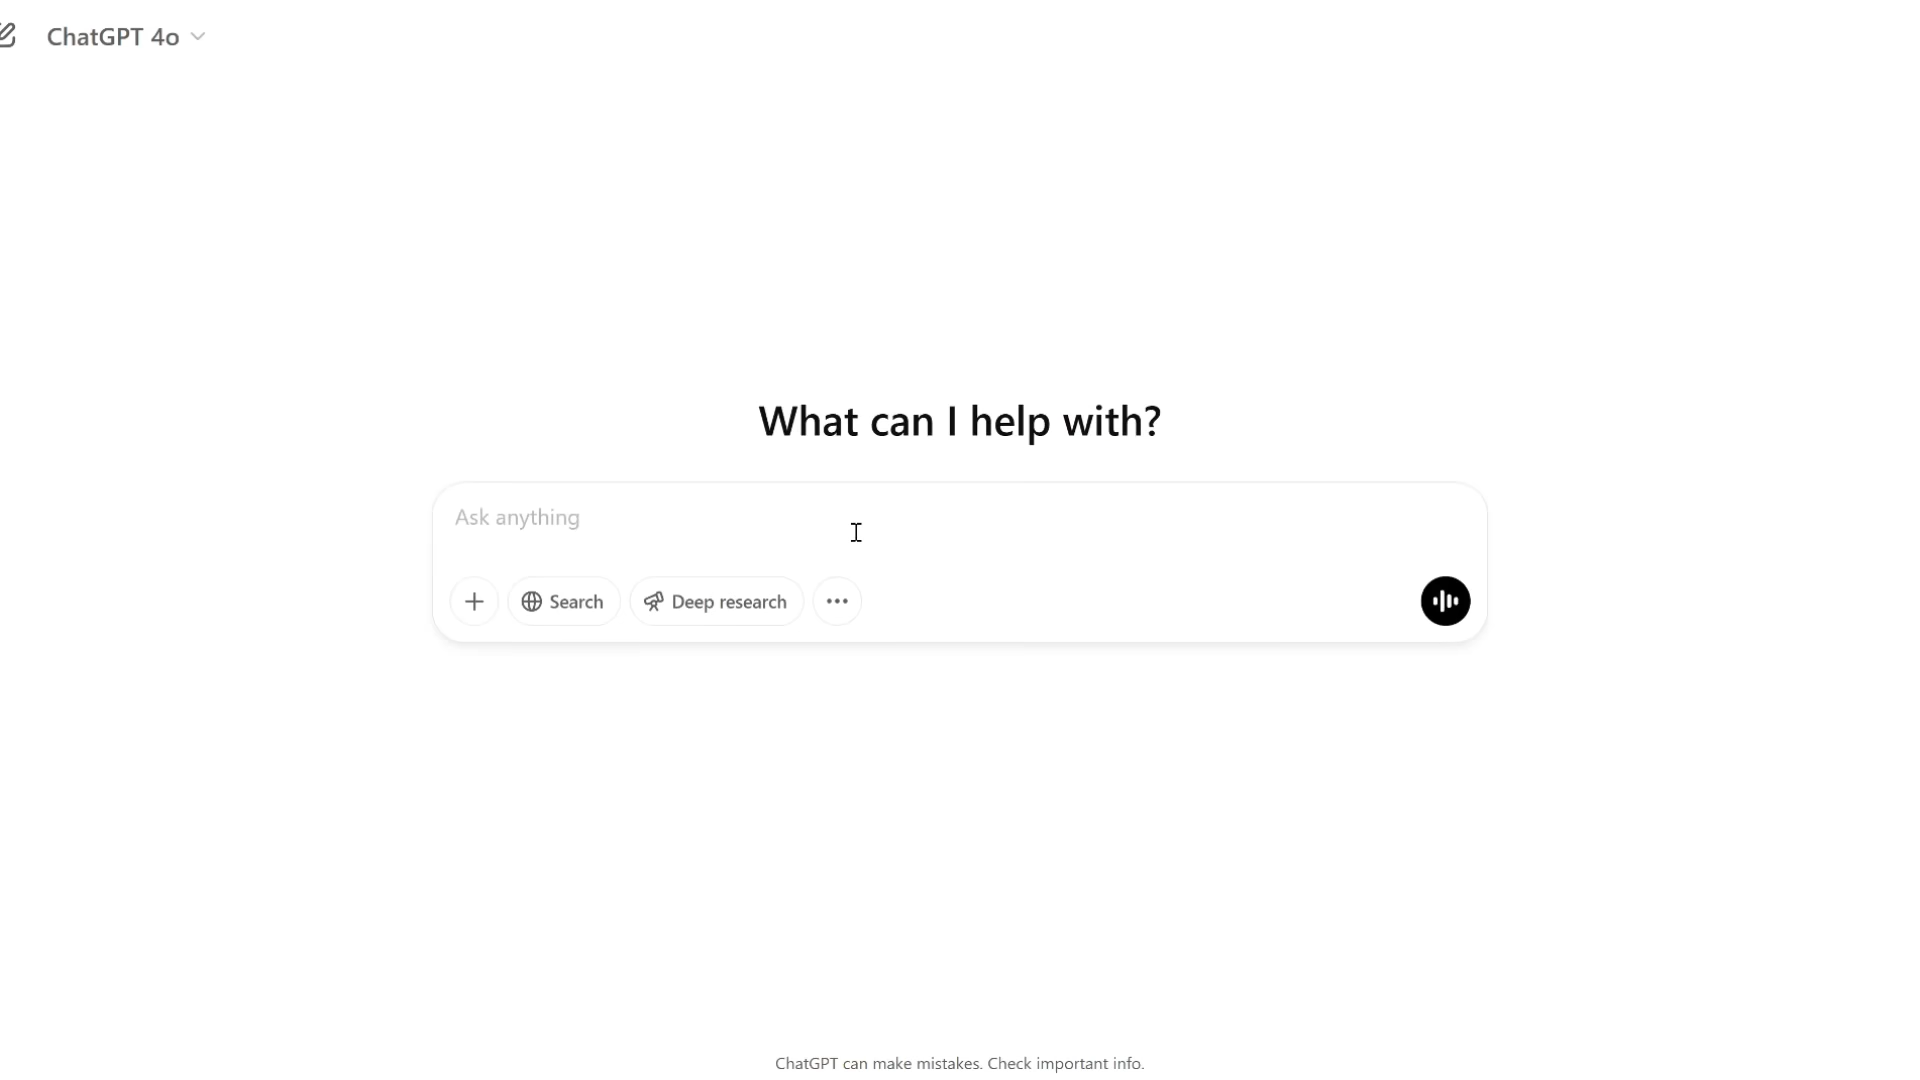 ChatGPT 4o
What can I help with?
Ask anything
Search
Deep research
ChatGPT can make mistakes. Check important info.